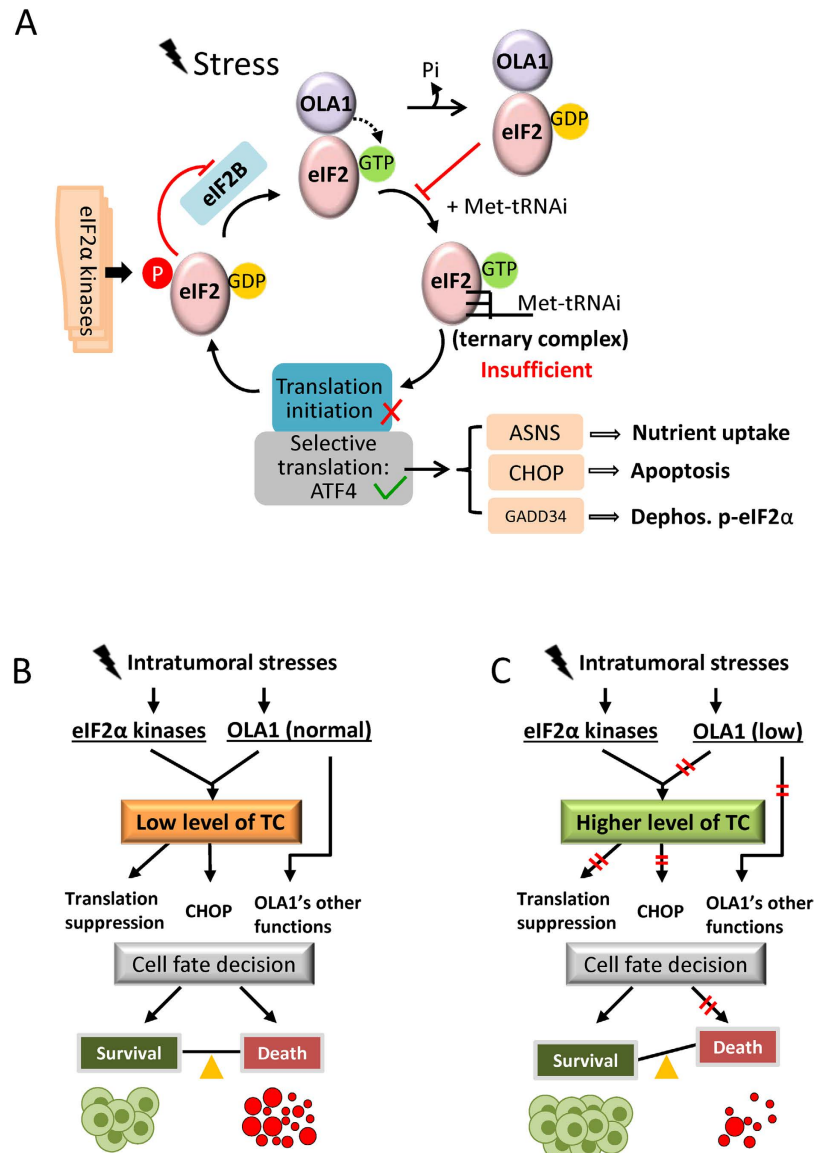 A
Stress
OLA1
eIF2
GTP
Pi
OLA1
eIF2
GDP
eIF2B
+ Met-tRNAi
eIF2α kinases
P
eIF2
GDP
eIF2
GTP
Met-tRNAi
(ternary complex)
Insufficient
Translation
initiation
Selective
translation:
ATF4
ASNS
Nutrient uptake
CHOP
Apoptosis
GADD34
Dephos. p-eIF2α
B
Intratumoral stresses
eIF2α kinases
OLA1 (normal)
Low level of TC
Translation
suppression
CHOP
OLA1's other
functions
Cell fate decision
Survival
Death
C
Intratumoral stresses
eIF2α kinases
OLA1 (low)
Higher level of TC
Translation
suppression
CHOP
OLA1's other
functions
Cell fate decision
Survival
Death